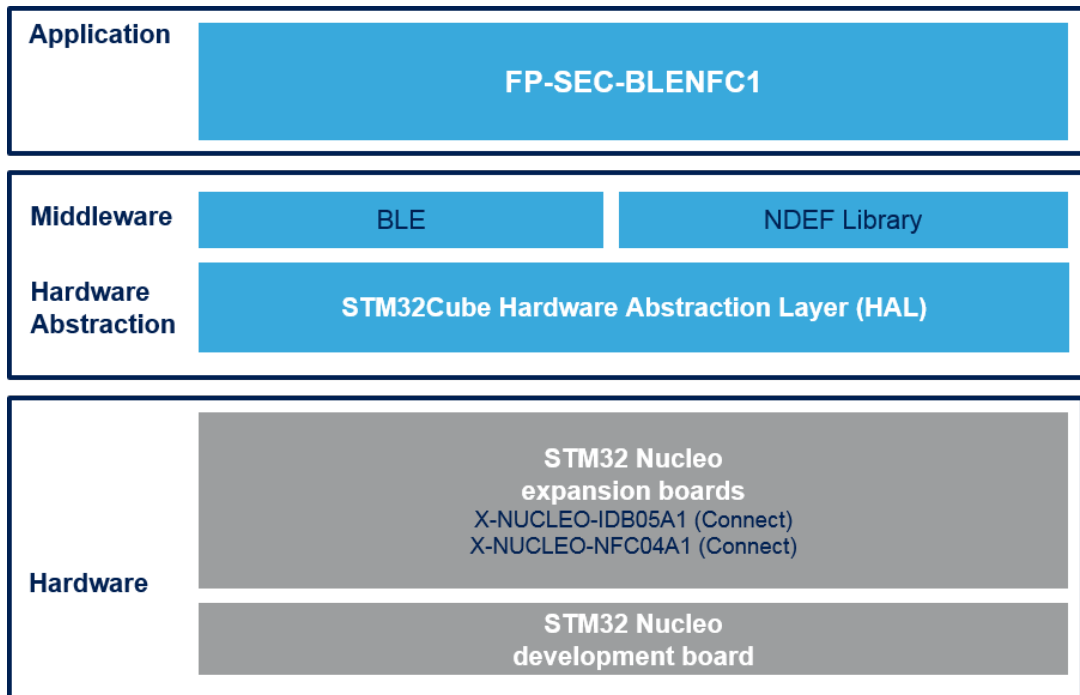 Application
FP-SEC-BLENFC1
Middleware
BLE
NDEF Library
Hardware
Abstraction
STM32Cube Hardware Abstraction Layer (HAL)
Hardware
STM32 Nucleo
expansion boards
X-NUCLEO-IDB05A1 (Connect)
X-NUCLEO-NFC04A1 (Connect)
STM32 Nucleo
development board